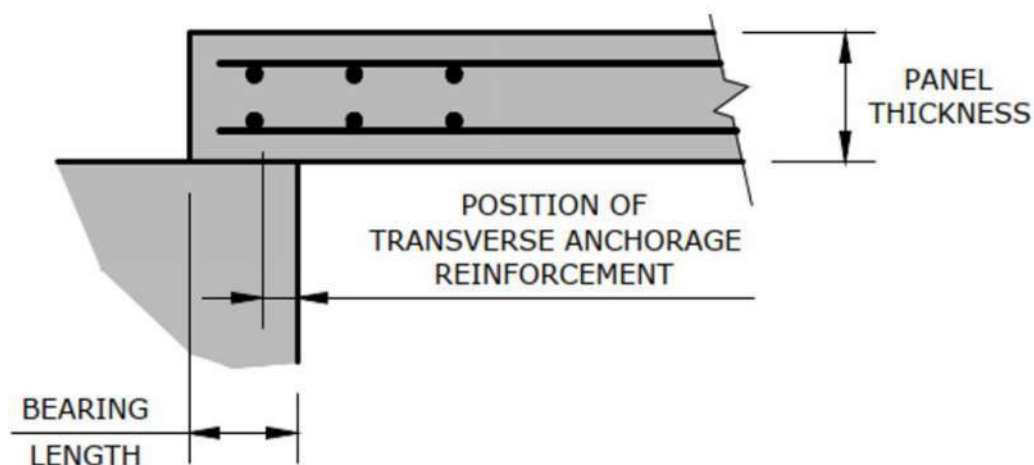 PANEL
THICKNESS
POSITION OF
TRANSVERSE ANCHORAGE
REINFORCEMENT
BEARING
LENGTH